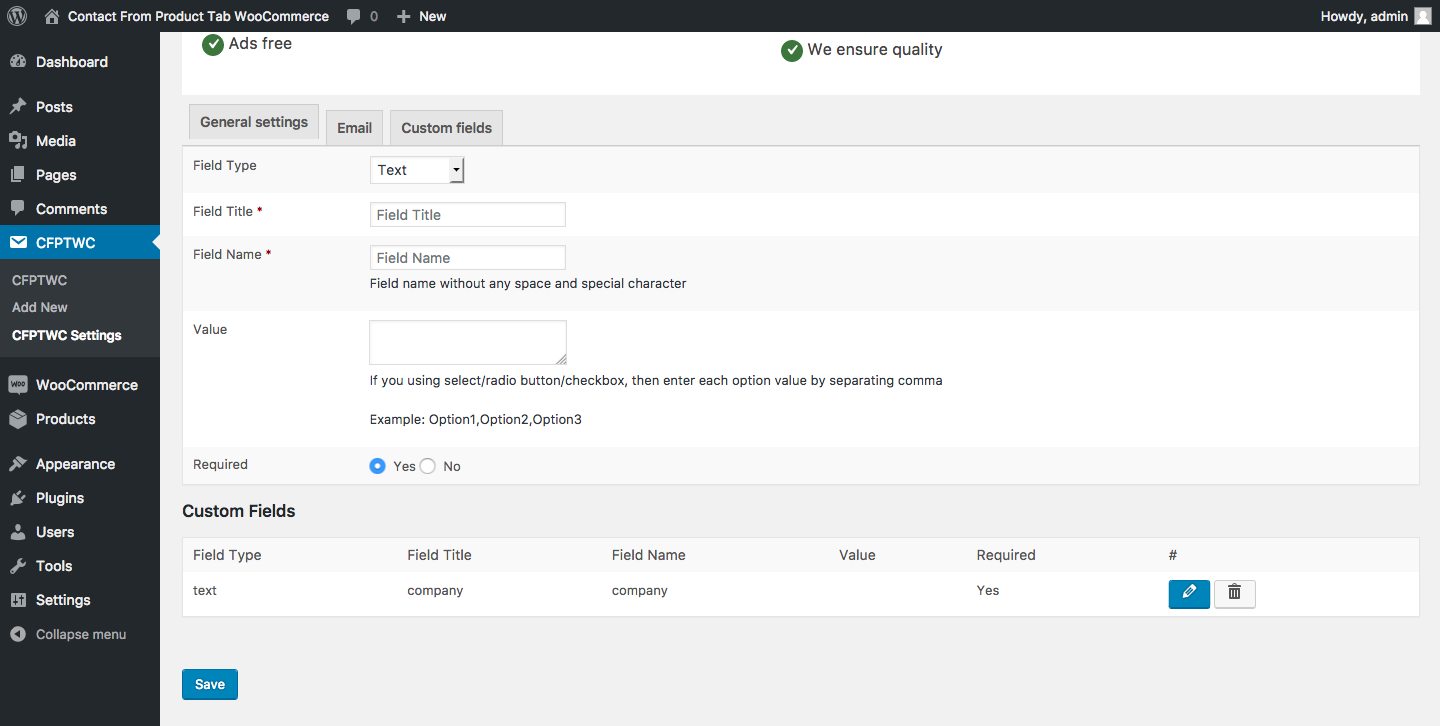 Contact From Product Tab WooCommerce 0 New Howdy, admin
Dashboard
Posts
Media
Pages
Comments
CFPTWC
CFPTWC
Add New
CFPTWC Settings
WOO WooCommerce
Products
Appearance
Plugins
Users
Tools
Settings
Collapse menu
Ads free We ensure quality
General settings Email Custom fields
Field Type Text
Field Title * Field Title
Field Name * Field Name
Field name without any space and special character
Value
If you using select/radio button/checkbox, then enter each option value by separating comma
Example: Option1,Option2,Option3
Required Yes No
Custom Fields
Field Type Field Title Field Name Value Required #
text company company Yes
Save